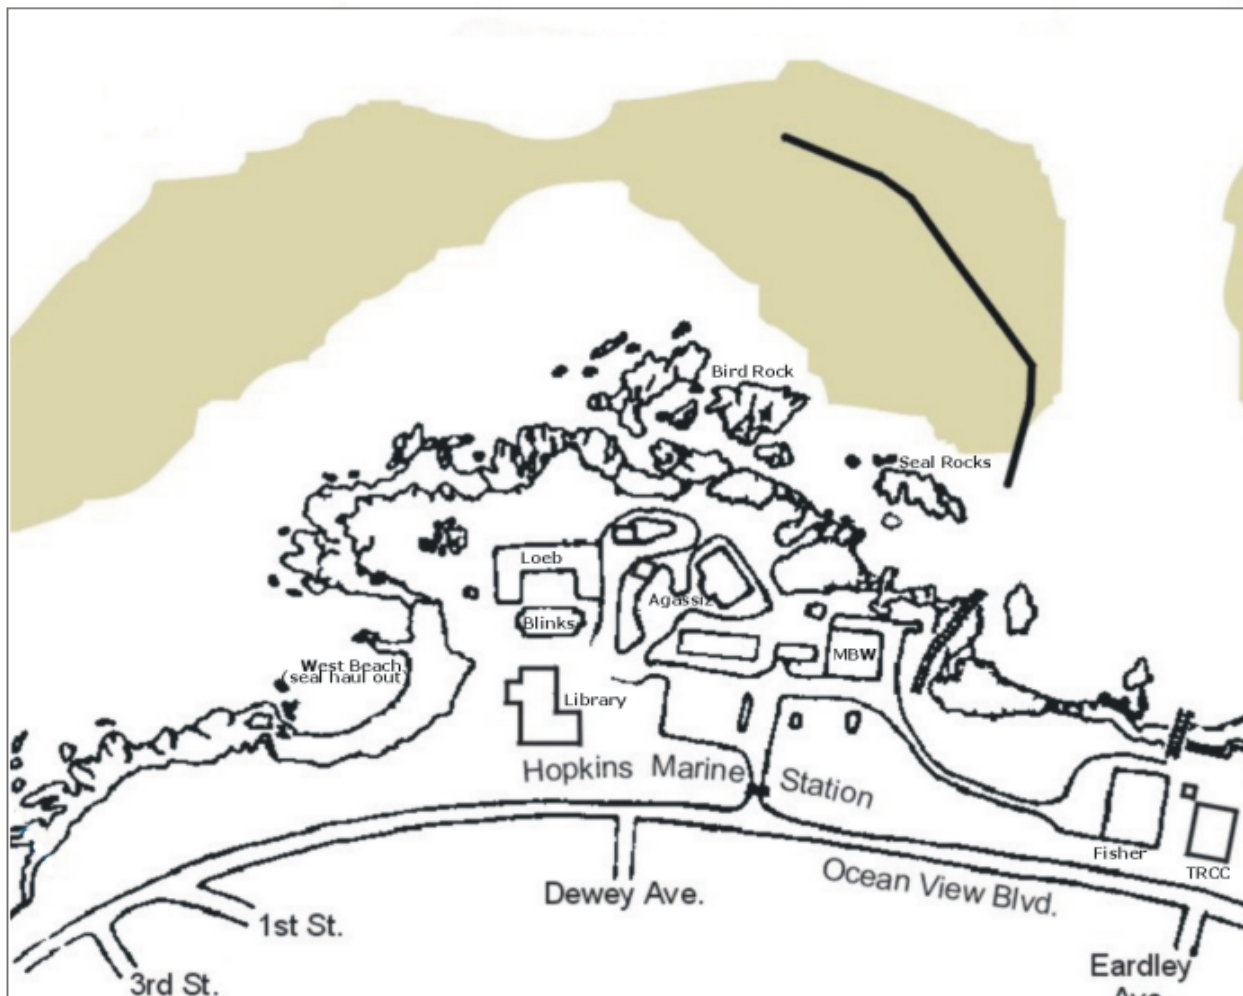 Bird Rock
Seal Rocks
Loeb
Agassiz
Blinks
MBW
West Beach
(seal haul out
Library
Hopkins Marine Station
Fisher
TRCC
Ocean View Blvd.
Dewey Ave.
1st St.
3rd St.
Eardley
Ave